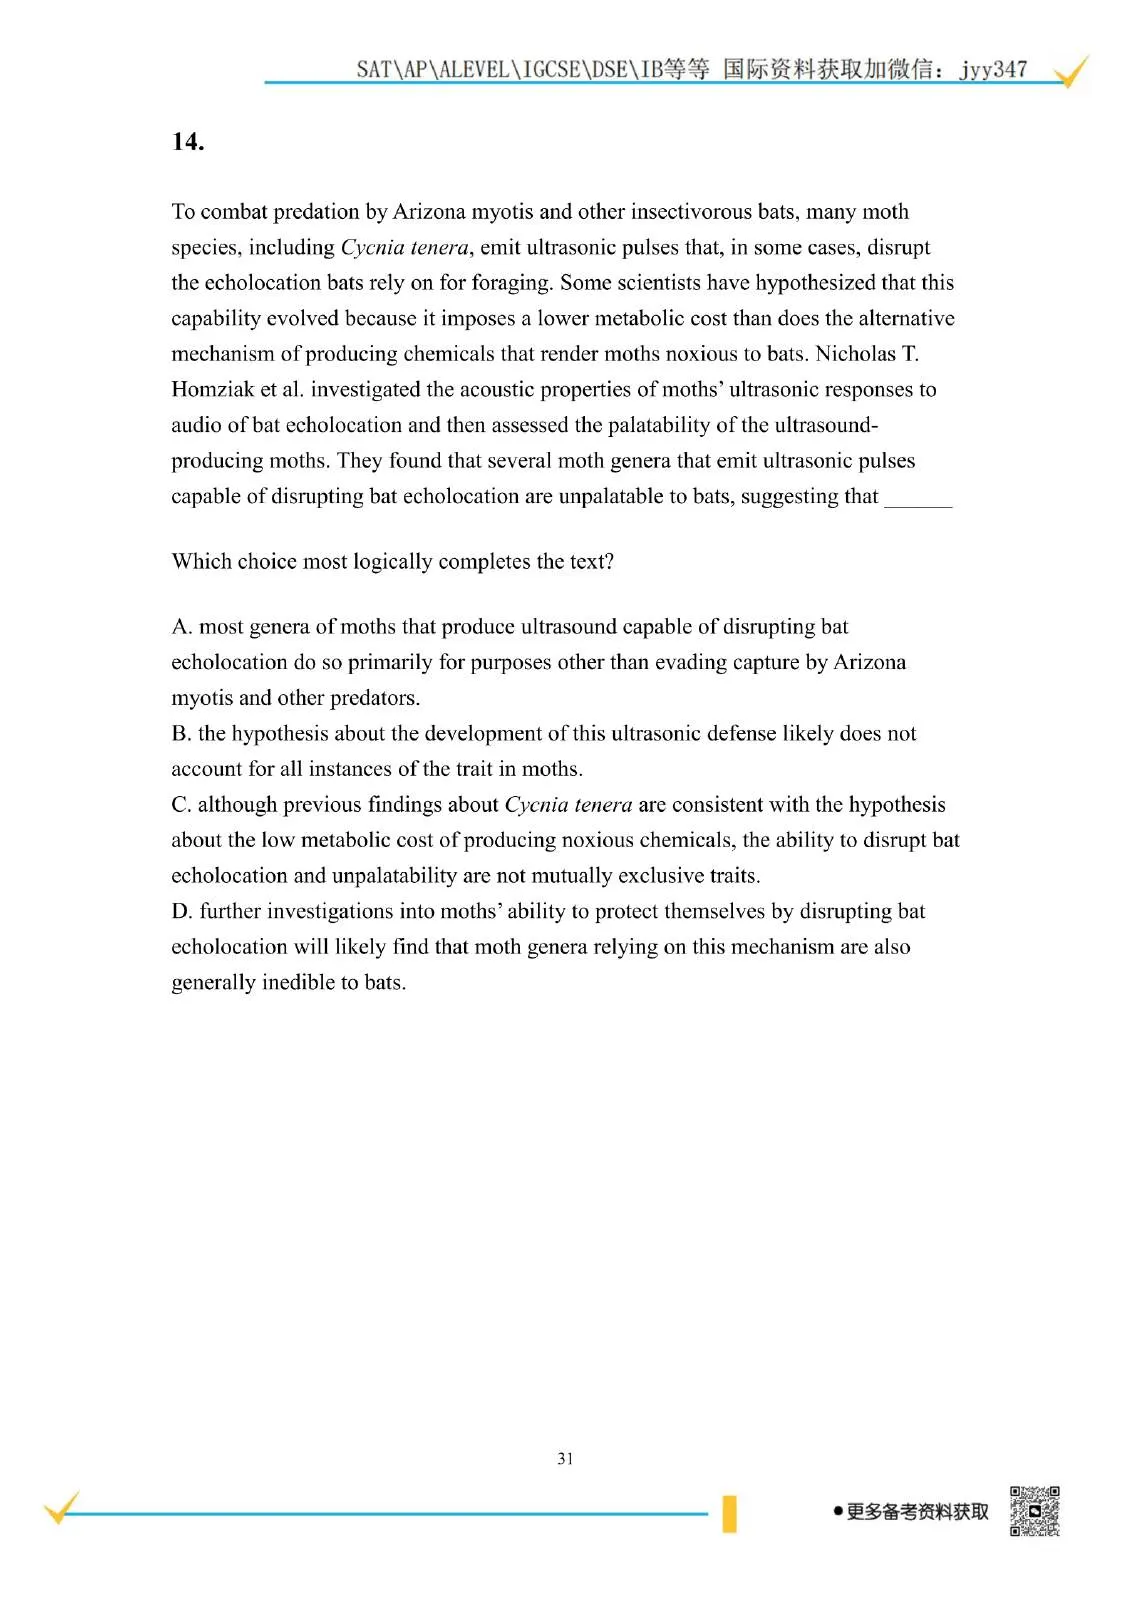 SAT\AP\ALEVEL\IGCSE\DSE\IB等等 国际资料获取加微信：jyy347
14.
To combat predation by Arizona myotis and other insectivorous bats, many moth
species, including Cycnia tenera, emit ultrasonic pulses that, in some cases, disrupt
the echolocation bats rely on for foraging. Some scientists have hypothesized that this
capability evolved because it imposes a lower metabolic cost than does the alternative
mechanism of producing chemicals that render moths noxious to bats. Nicholas T.
Homziak et al. investigated the acoustic properties of moths’ ultrasonic responses to
audio of bat echolocation and then assessed the palatability of the ultrasound-
producing moths. They found that several moth genera that emit ultrasonic pulses
capable of disrupting bat echolocation are unpalatable to bats, suggesting that ______
Which choice most logically completes the text?
A. most genera of moths that produce ultrasound capable of disrupting bat
echolocation do so primarily for purposes other than evading capture by Arizona
myotis and other predators.
B. the hypothesis about the development of this ultrasonic defense likely does not
account for all instances of the trait in moths.
C. although previous findings about Cycnia tenera are consistent with the hypothesis
about the low metabolic cost of producing noxious chemicals, the ability to disrupt bat
echolocation and unpalatability are not mutually exclusive traits.
D. further investigations into moths’ ability to protect themselves by disrupting bat
echolocation will likely find that moth genera relying on this mechanism are also
generally inedible to bats.
31
●更多备考资料获取